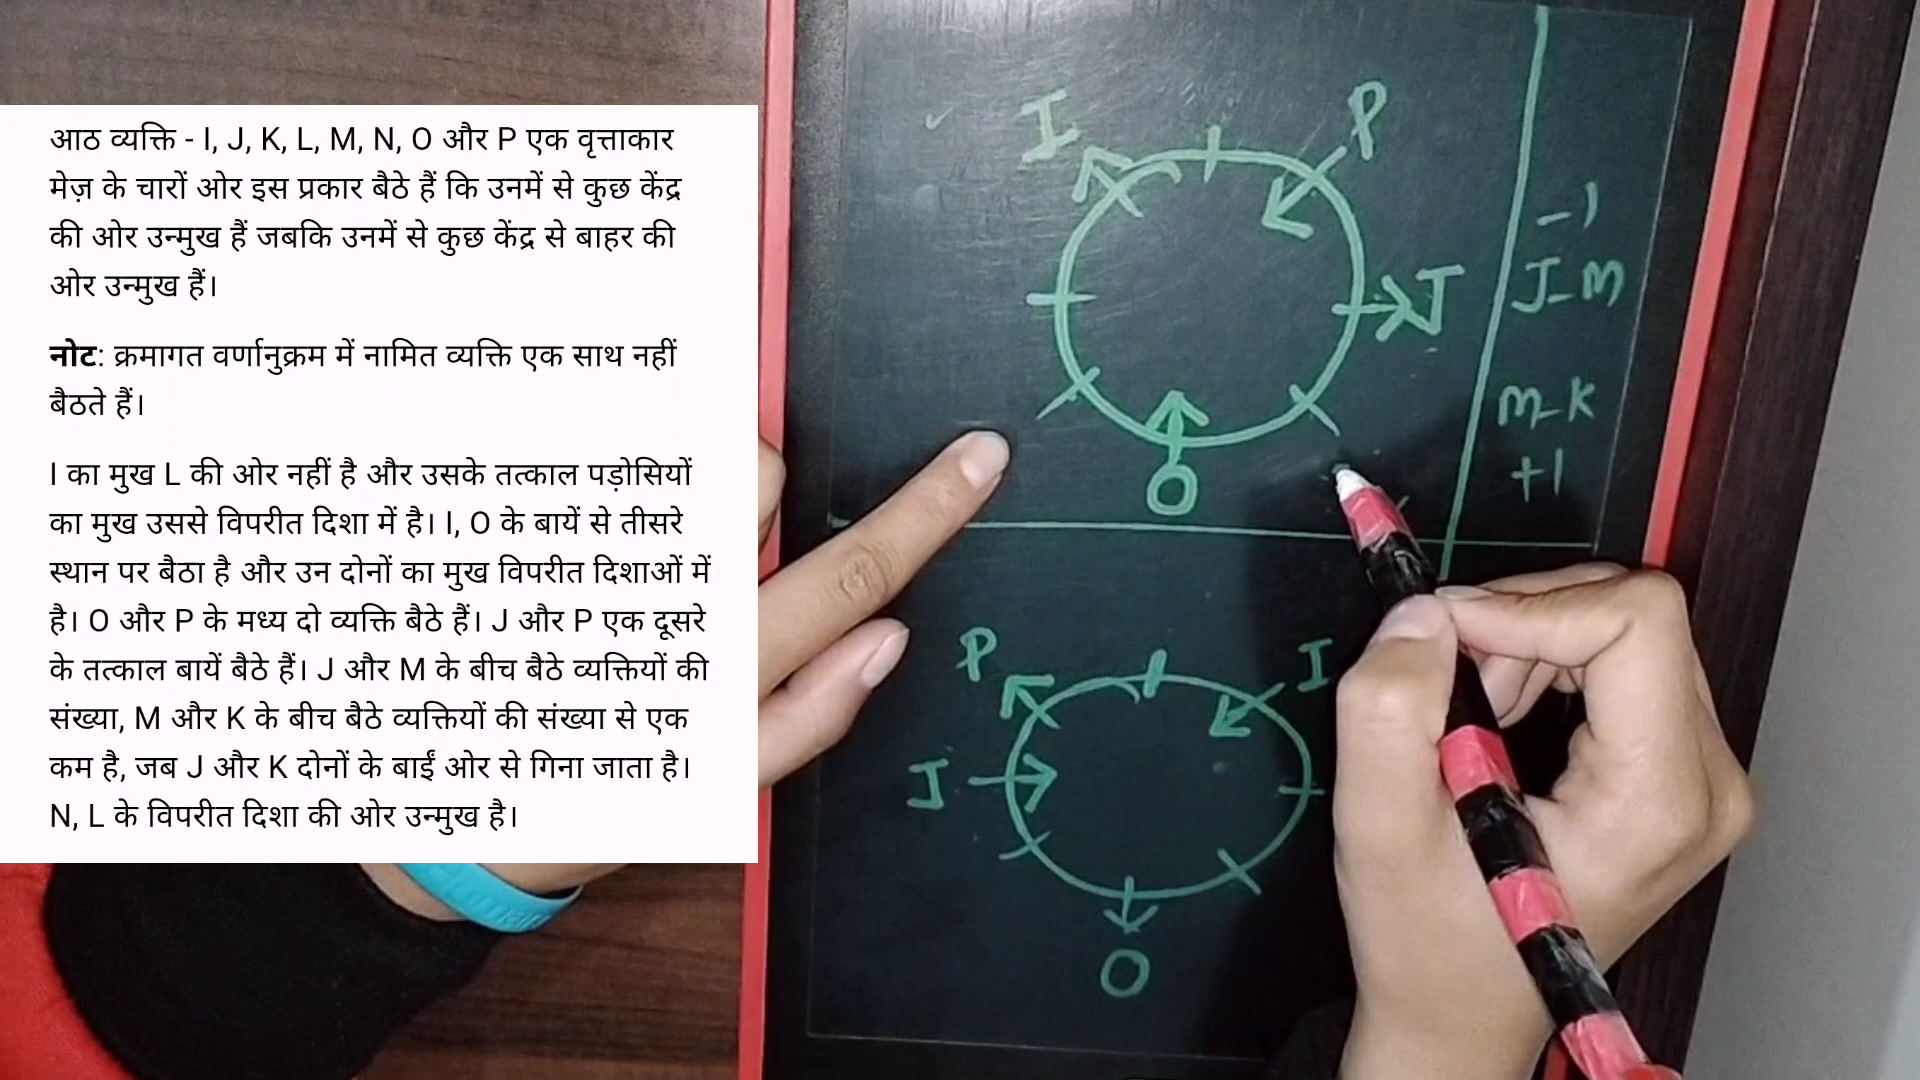 आठ व्यक्ति - I, J, K, L, M, N, O और P एक वृत्ताकार
मेज़ के चारों ओर इस प्रकार बैठे हैं कि उनमें से कुछ केंद्र
की ओर उन्मुख हैं जबकि उनमें से कुछ केंद्र से बाहर की
ओर उन्मुख हैं।
नोट: क्रमागत वर्णानुक्रम में नामित व्यक्ति एक साथ नहीं
बैठते हैं।
I का मुख L की ओर नहीं है और उसके तत्काल पड़ोसियों
का मुख उससे विपरीत दिशा में है। I, O के बायें से तीसरे
स्थान पर बैठा है और उन दोनों का मुख विपरीत दिशाओं में
है। O और P के मध्य दो व्यक्ति बैठे हैं। J और P एक दूसरे
के तत्काल बायें बैठे हैं। J और M के बीच बैठे व्यक्तियों की
संख्या, M और K के बीच बैठे व्यक्तियों की संख्या से एक
कम है, जब J और K दोनों के बाईं ओर से गिना जाता है।
N, L के विपरीत दिशा की ओर उन्मुख है।
I P
J
O
-1
J-m
m-K
+1
P I
J
O